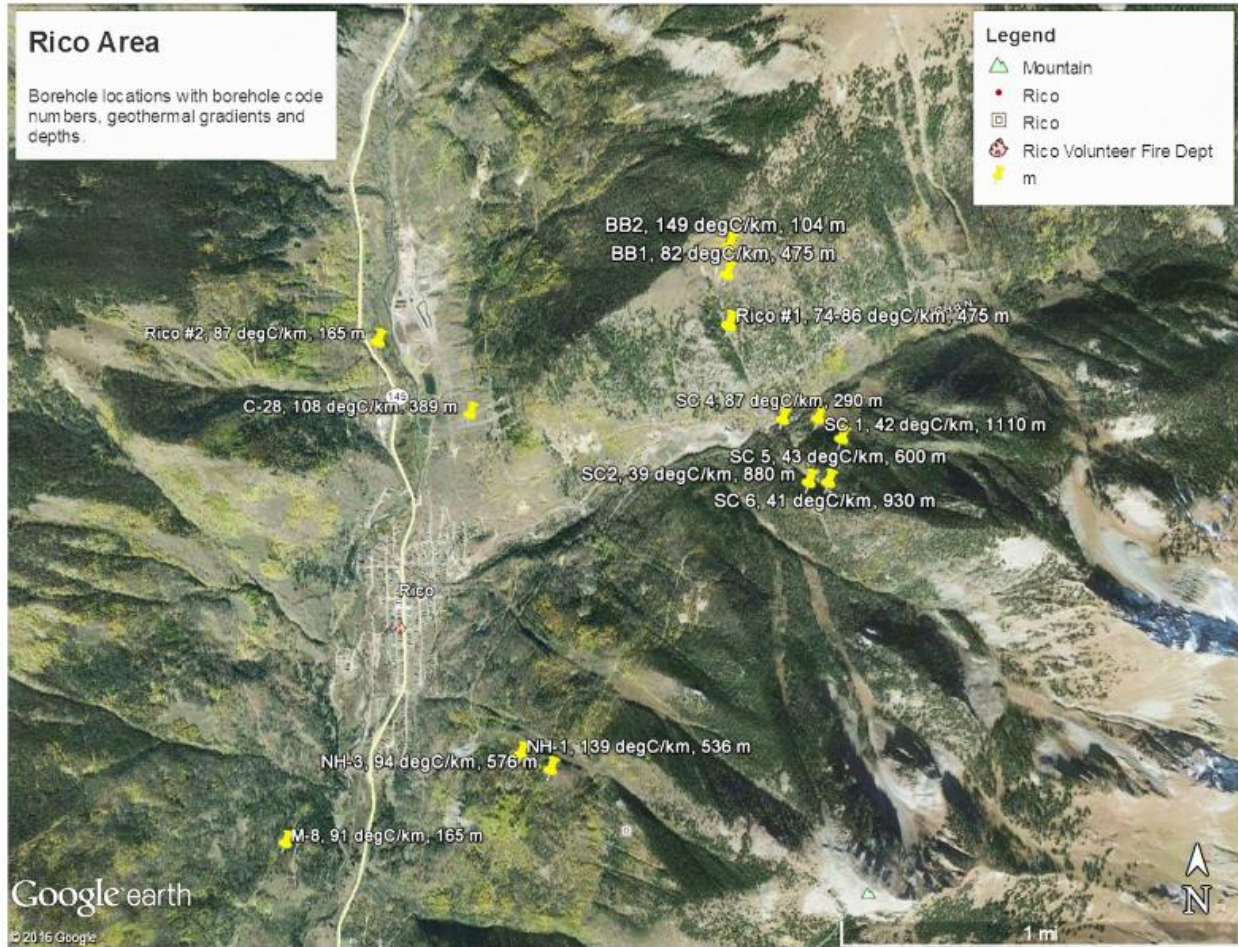 Rico Area
Borehole locations with borehole code
numbers, geothermal gradients and
depths.
Legend
Mountain
Rico
Rico
Rico Volunteer Fire Dept
m
BB2, 149 degC/km, 104 m
BB1, 82 degC/km, 475 m
Rico #1, 74-86 degC/km, 475 m
Rico #2, 87 degC/km, 165 m
145
C-28, 108 degC/km, 389 m
SC 4, 87 degC/km, 290 m
SC 1, 42 degC/km, 1110 m
SC 5, 43 degC/km, 600 m
SC2, 39 degC/km, 880 m
SC 6, 41 degC/km, 930 m
Rico
NH-1, 139 degC/km, 536 m
NH-3, 94 degC/km, 576 m
M-8, 91 degC/km, 165 m
Google earth
N
© 2016 Google
1 mi